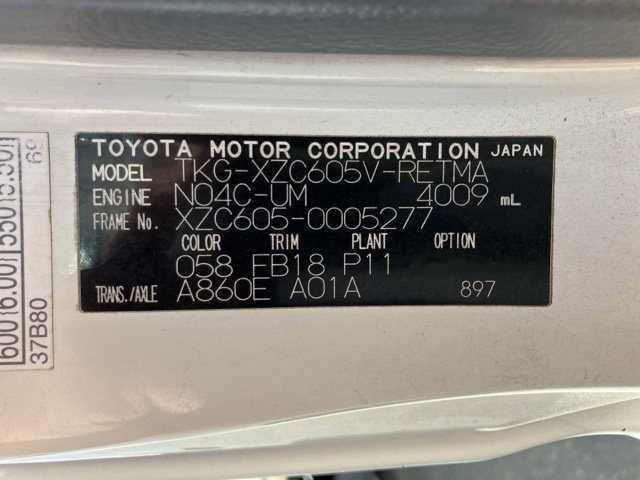 TOYOTA MOTOR CORPORATION JAPAN
MODEL TKG-XZC605V-RETMA
ENGINE N04C-UM 4009 mL
FRAME No. XZC605-0005277
COLOR TRIM PLANT OPTION
058 FB18 P11
TRANS./AXLE A860E A01A 897
37B80